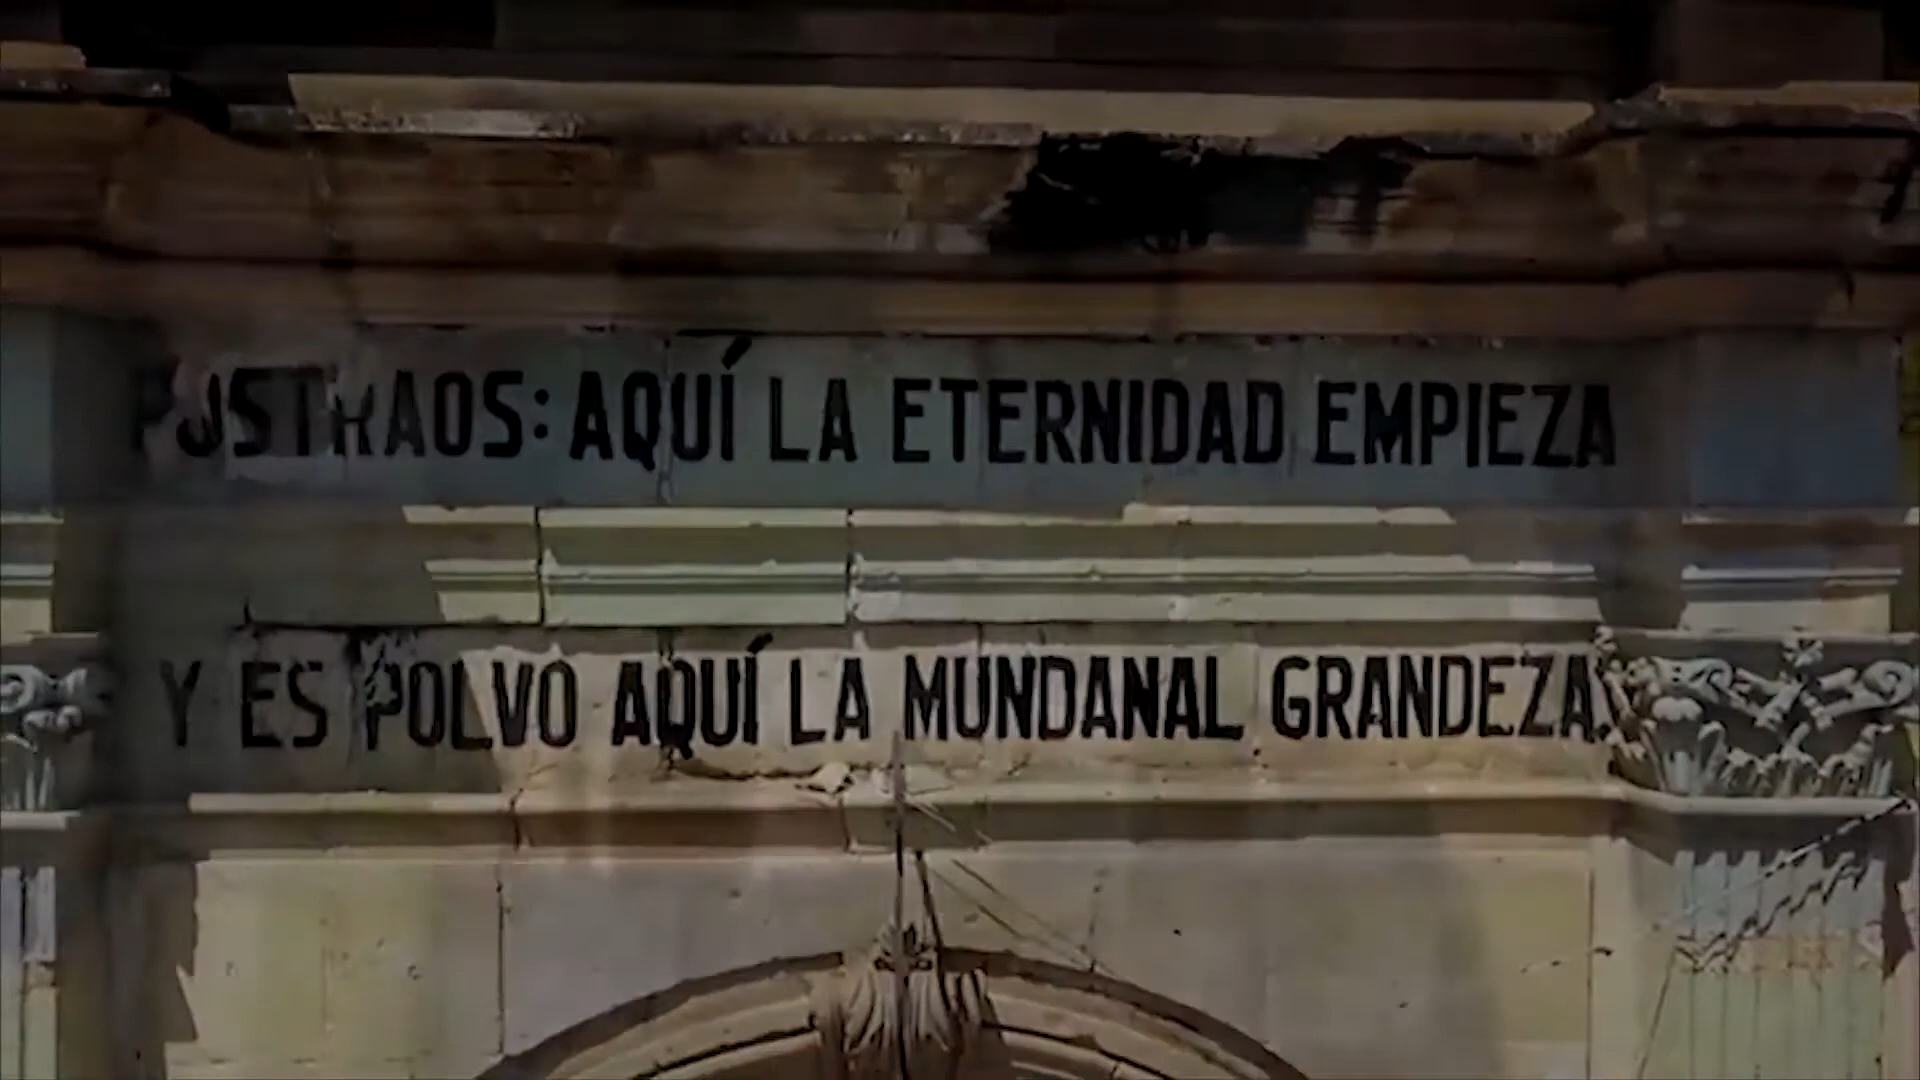 POSTRAOS: AQUÍ LA ETERNIDAD EMPIEZA
Y ES POLVO AQUÍ LA MUNDANAL GRANDEZA.